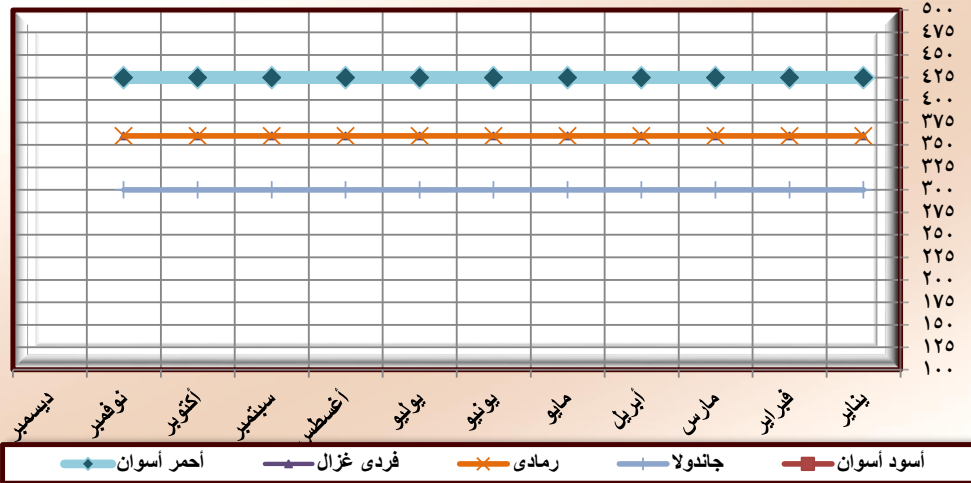 ٥٠٠
٤٧٥
٤٥٠
٤٢٥
٤٠٠
٣٧٥
٣٥٠
٣٢٥
٣٠٠
٢٧٥
٢٥٠
٢٢٥
٢٠٠
١٧٥
١٥٠
١٢٥
١٠٠
يناير
فبراير
مارس
أبريل
مايو
يونيو
يوليو
أغسطس
سبتمبر
أكتوبر
نوفمبر
ديسمبر
أسود أسوان جاندولا رمادى فردى غزال أحمر أسوان